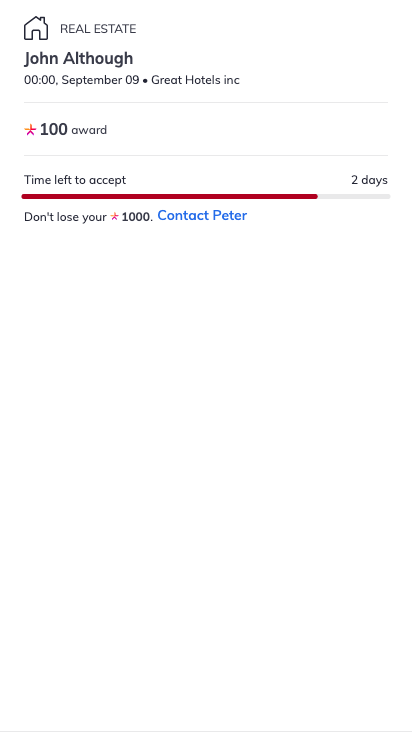 REAL ESTATE
John Although
00:00, September 09 • Great Hotels inc
100 award
Time left to accept 2 days
Don't lose your 1000. Contact Peter